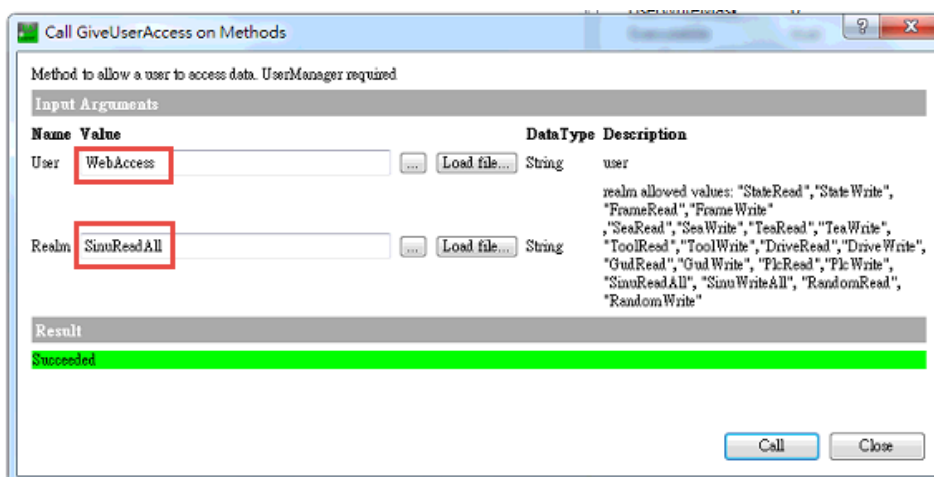 Call GiveUserAccess on Methods
Method to allow a user to access data. UserManager required
Input Arguments
Name Value DataType Description
User WebAccess ... Load file... String user
realm allowed values: "StateRead","StateWrite",
"FrameRead","FrameWrite"
,"SeaRead","SeaWrite","TeaRead","TeaWrite",
Realm SinuReadAll ... Load file... String "ToolRead","ToolWrite","DriveRead","DriveWrite",
"GudRead","GudWrite", "PlcRead","PlcWrite",
"SinuReadAll", "SinuWriteAll", "RandomRead",
"RandomWrite"
Result
Succeeded
Call Close